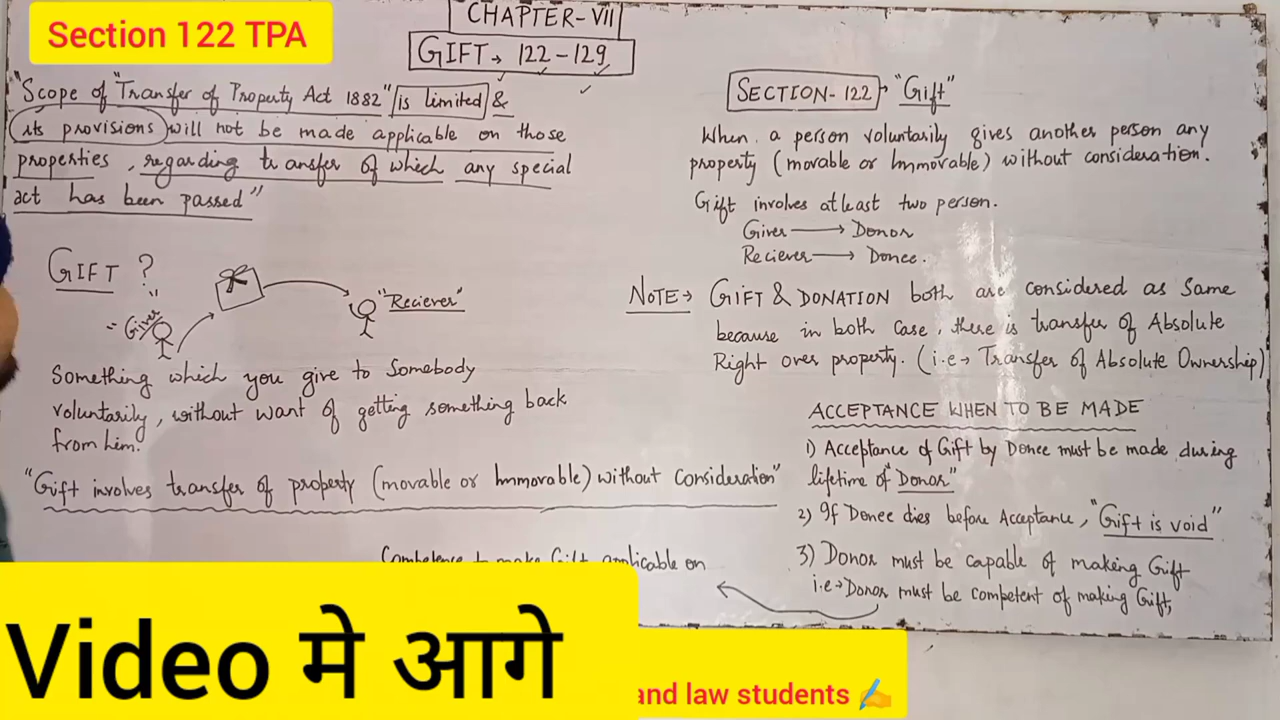 Section 122 TPA
CHAPTER-VII
GIFT → 122-129
"Scope of "Transfer of Property Act 1882" is limited &
its provisions will not be made applicable on those
properties, regarding transfer of which any special
act has been passed"
GIFT ?
"Giver"
"Reciever"
Something which you give to Somebody
voluntarily, without want of getting something back
from him.
"Gift involves transfer of property (movable or Immovable) without Consideration"
Competence to make Gift applicable on
SECTION-122 → "Gift"
When a person voluntarily gives another person any
property (movable or Immovable) without consideration.
Gift involves atleast two person.
Giver → Donor
Reciever → Donee.
NOTE → GIFT & DONATION both are considered as Same
because in both Case, there is transfer of Absolute
Right over property. (i.e → Transfer of Absolute Ownership)
ACCEPTANCE WHEN TO BE MADE
1) Acceptance of Gift by Donee must be made during
lifetime of "Donor"
2) If Donee dies before Acceptance, "Gift is void"
3) Donor must be capable of making Gift
i.e → Donor must be competent of making Gift,
Video मे आगे
and law students ✍️